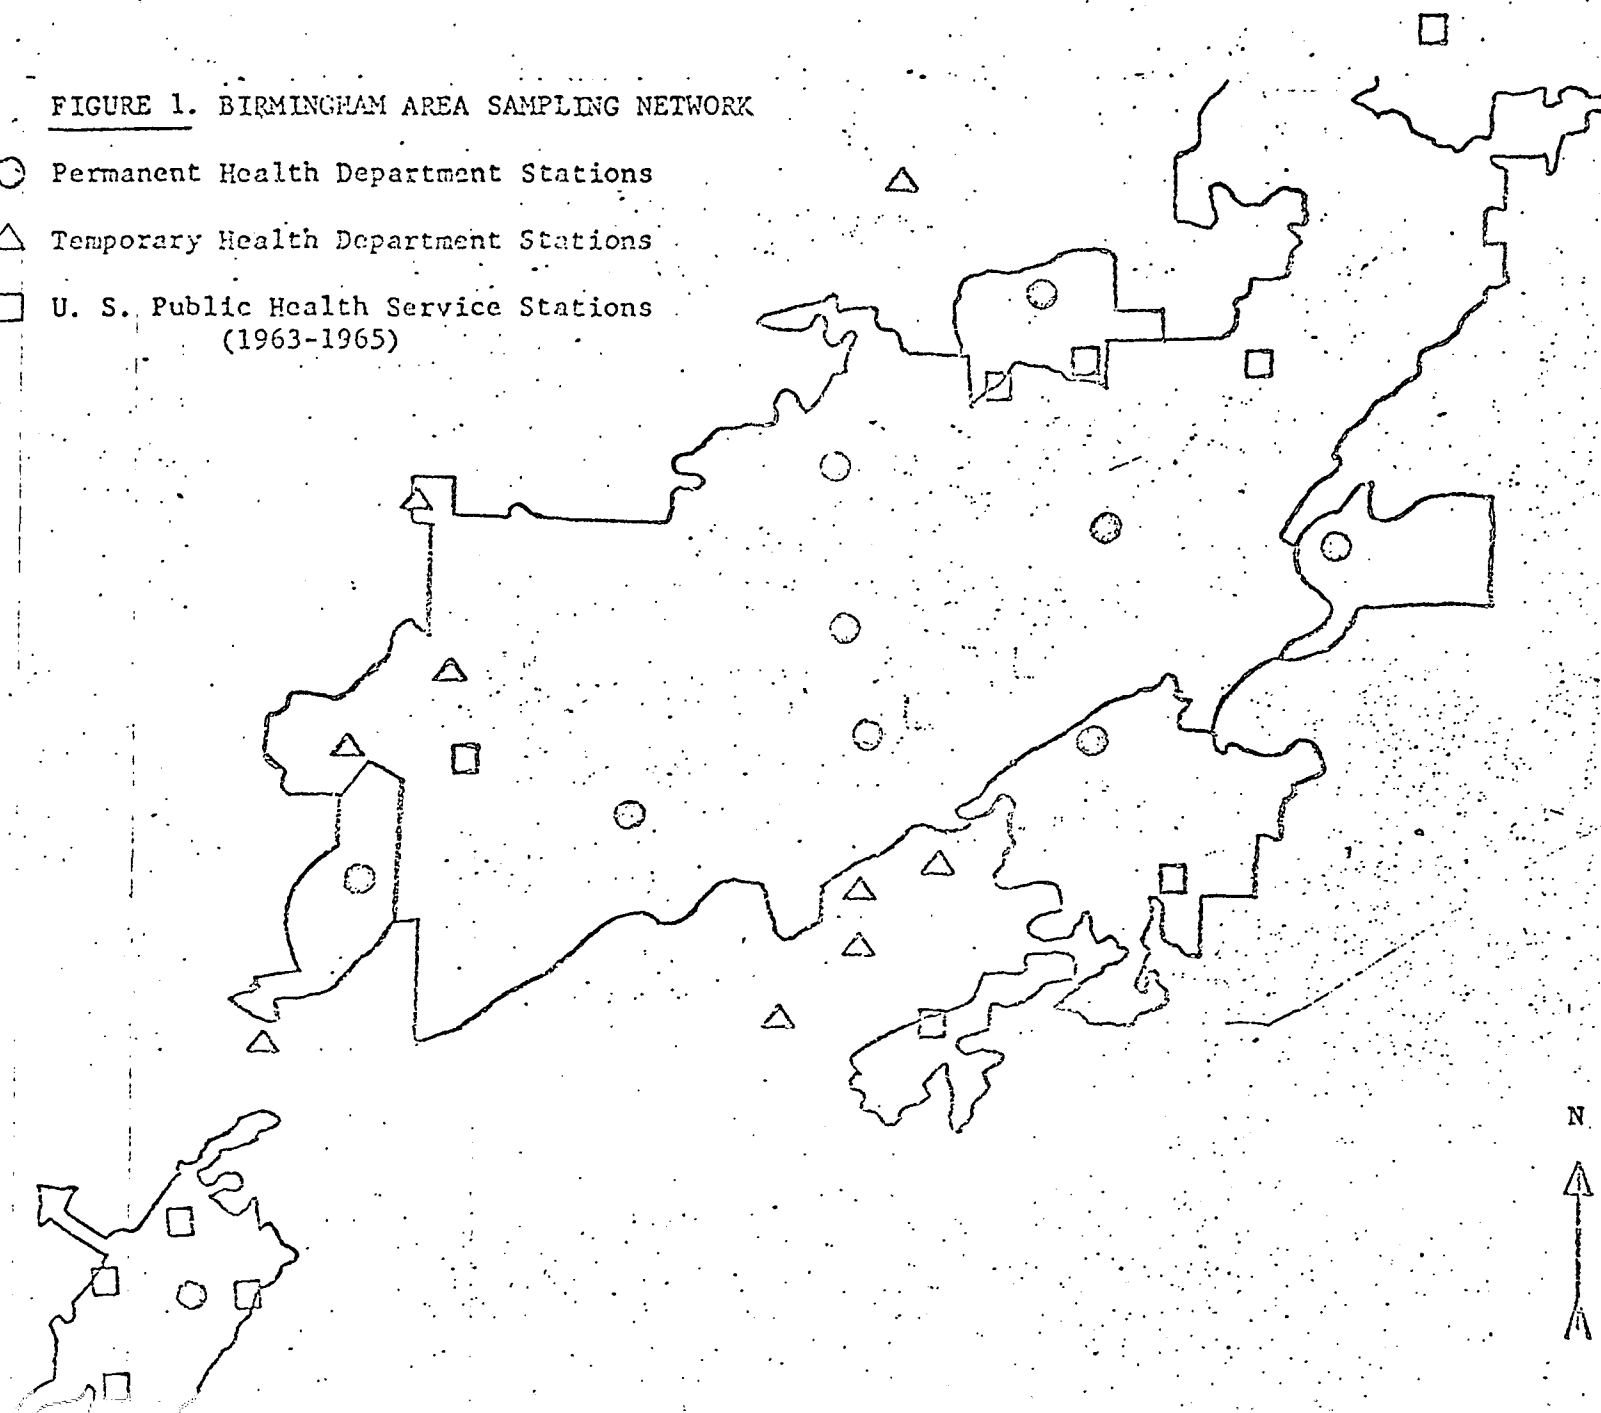 FIGURE 1. BIRMINGHAM AREA SAMPLING NETWORK
Permanent Health Department Stations
Temporary Health Department Stations
U. S. Public Health Service Stations
(1963-1965)
N